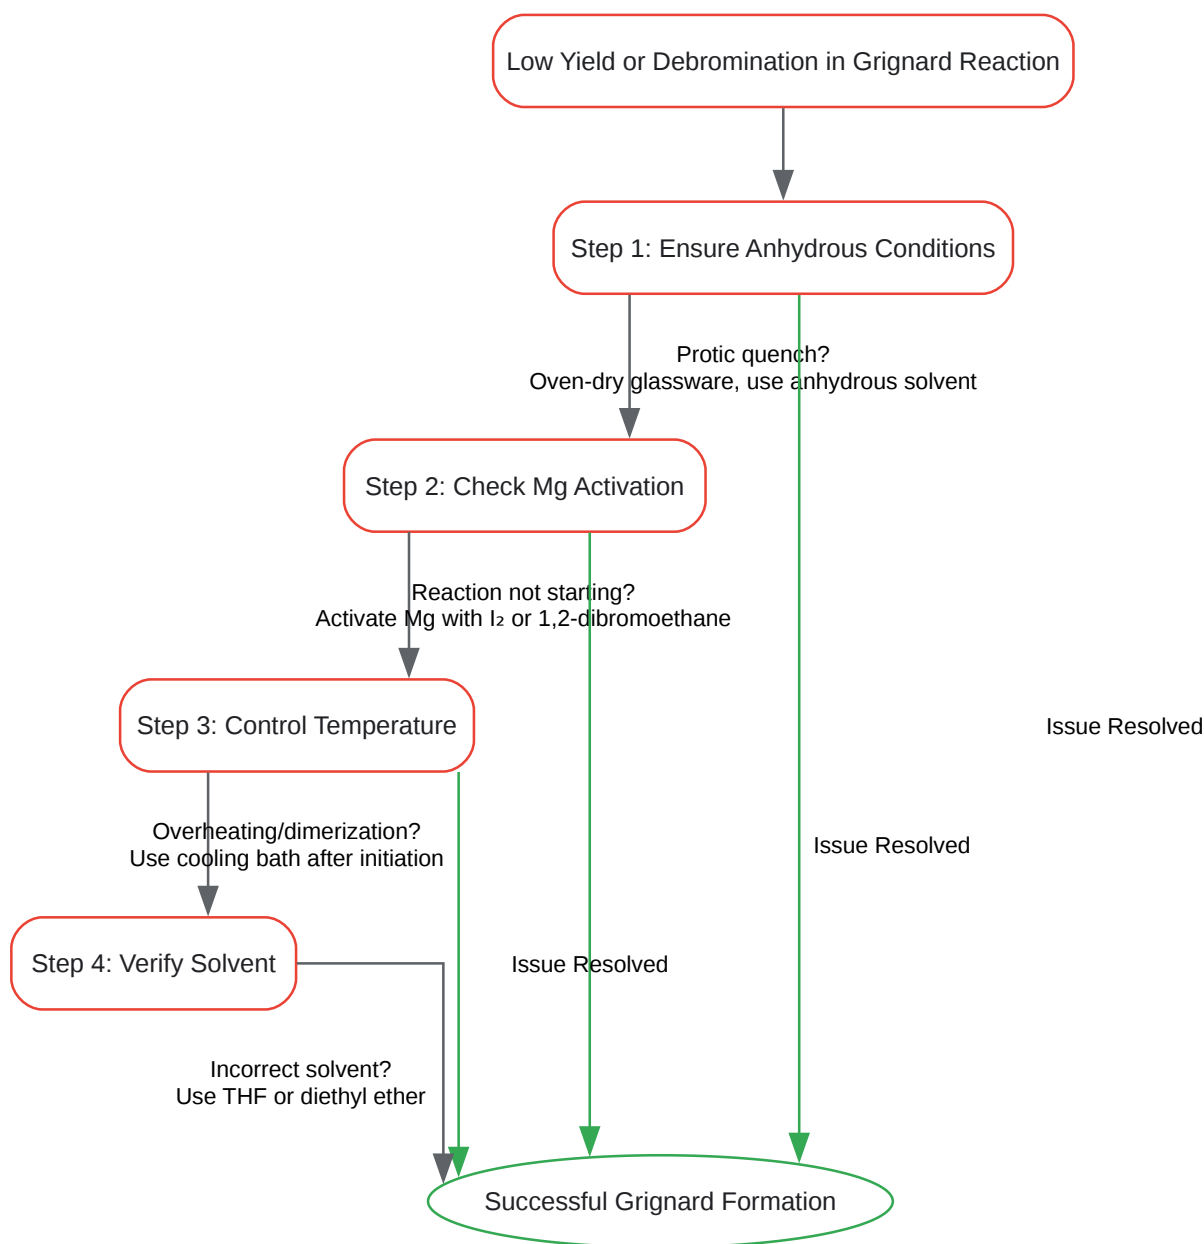 Low Yield or Debromination in Grignard Reaction
Step 1: Ensure Anhydrous Conditions
Protic quench?
Oven-dry glassware, use anhydrous solvent
Step 2: Check Mg Activation
Reaction not starting?
Activate Mg with I₂ or 1,2-dibromoethane
Step 3: Control Temperature
Issue Resolved
Overheating/dimerization?
Use cooling bath after initiation
Issue Resolved
Step 4: Verify Solvent
Issue Resolved
Incorrect solvent?
Use THF or diethyl ether
Successful Grignard Formation